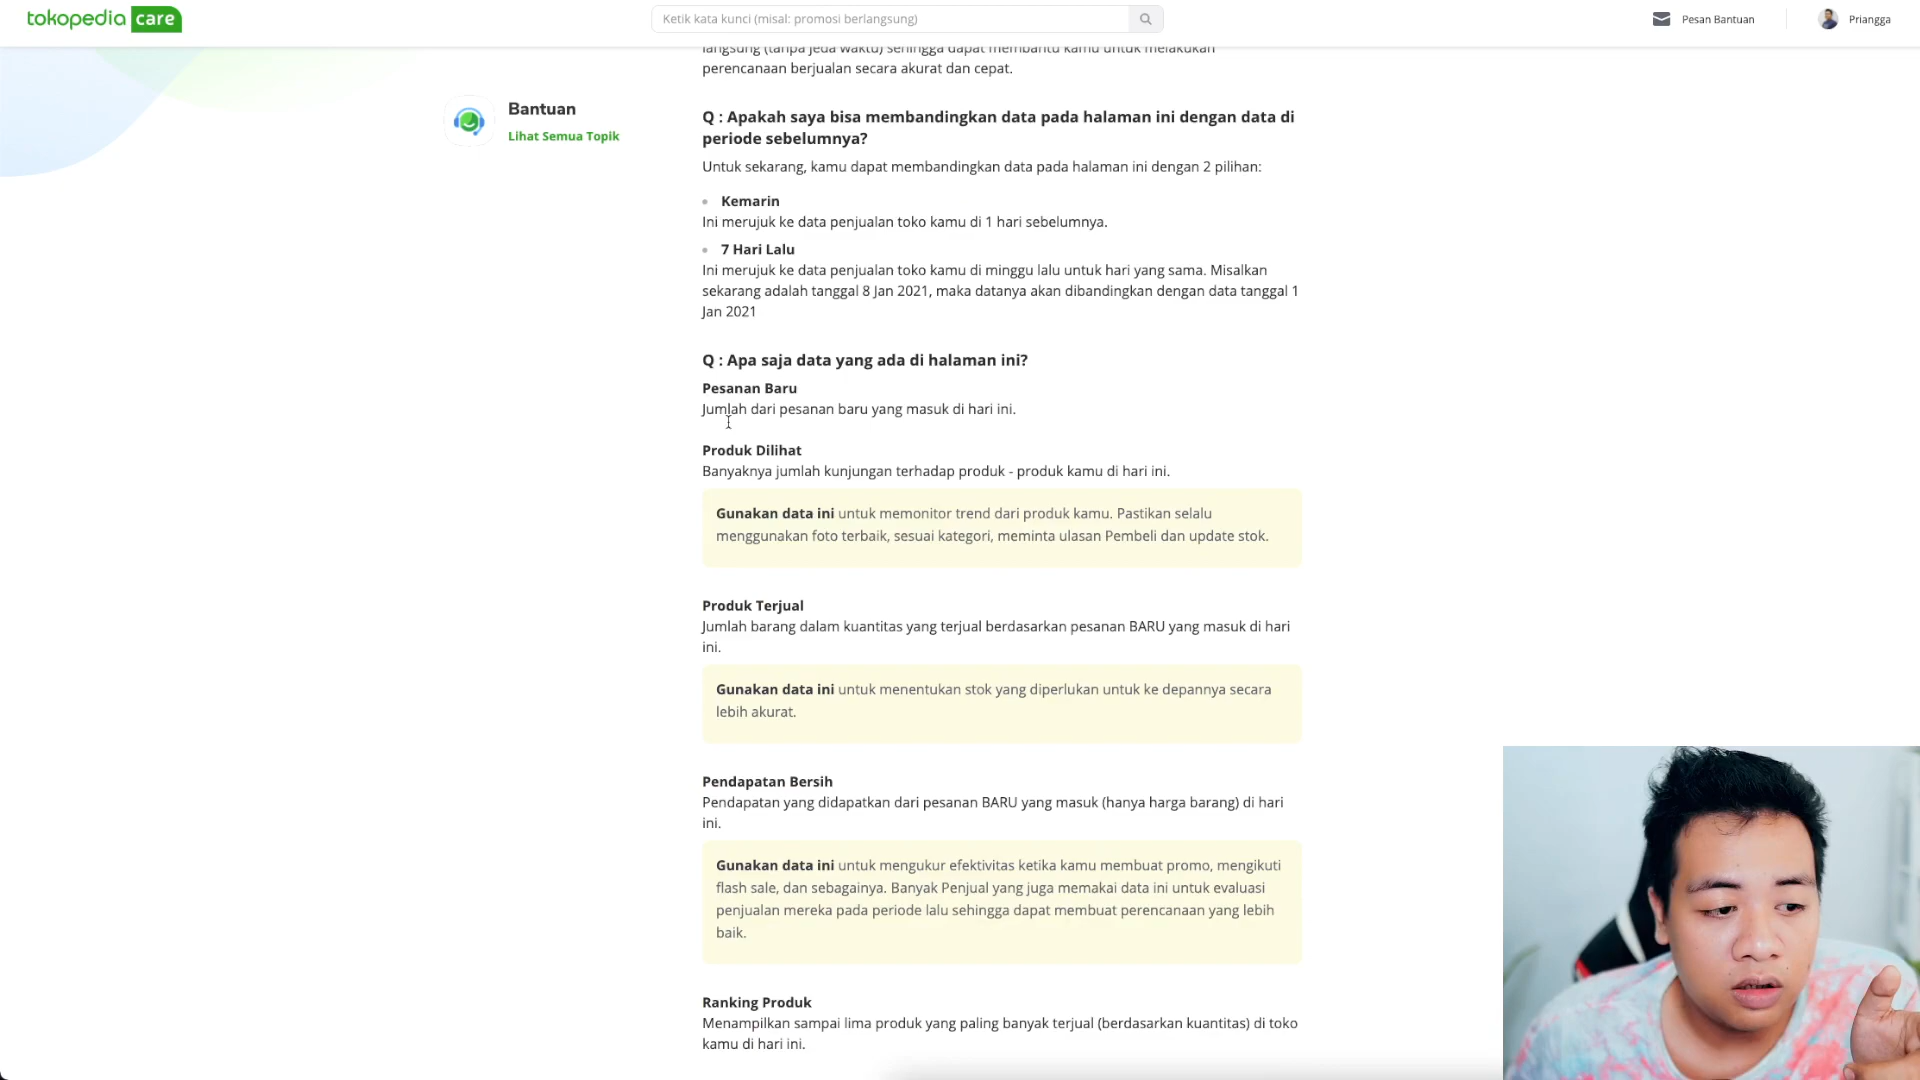 tokopedia care
Ketik kata kunci (misal: promosi berlangsung)
Pesan Bantuan
Priangga
langsung (tanpa jeda waktu) sehingga dapat membantu kamu untuk melakukan
perencanaan berjualan secara akurat dan cepat.
Bantuan
Lihat Semua Topik
Q : Apakah saya bisa membandingkan data pada halaman ini dengan data di
periode sebelumnya?
Untuk sekarang, kamu dapat membandingkan data pada halaman ini dengan 2 pilihan:
Kemarin
Ini merujuk ke data penjualan toko kamu di 1 hari sebelumnya.
7 Hari Lalu
Ini merujuk ke data penjualan toko kamu di minggu lalu untuk hari yang sama. Misalkan
sekarang adalah tanggal 8 Jan 2021, maka datanya akan dibandingkan dengan data tanggal 1
Jan 2021
Q : Apa saja data yang ada di halaman ini?
Pesanan Baru
Jumlah dari pesanan baru yang masuk di hari ini.
Produk Dilihat
Banyaknya jumlah kunjungan terhadap produk - produk kamu di hari ini.
Gunakan data ini untuk memonitor trend dari produk kamu. Pastikan selalu
menggunakan foto terbaik, sesuai kategori, meminta ulasan Pembeli dan update stok.
Produk Terjual
Jumlah barang dalam kuantitas yang terjual berdasarkan pesanan BARU yang masuk di hari
ini.
Gunakan data ini untuk menentukan stok yang diperlukan untuk ke depannya secara
lebih akurat.
Pendapatan Bersih
Pendapatan yang didapatkan dari pesanan BARU yang masuk (hanya harga barang) di hari
ini.
Gunakan data ini untuk mengukur efektivitas ketika kamu membuat promo, mengikuti
flash sale, dan sebagainya. Banyak Penjual yang juga memakai data ini untuk evaluasi
penjualan mereka pada periode lalu sehingga dapat membuat perencanaan yang lebih
baik.
Ranking Produk
Menampilkan sampai lima produk yang paling banyak terjual (berdasarkan kuantitas) di toko
kamu di hari ini.